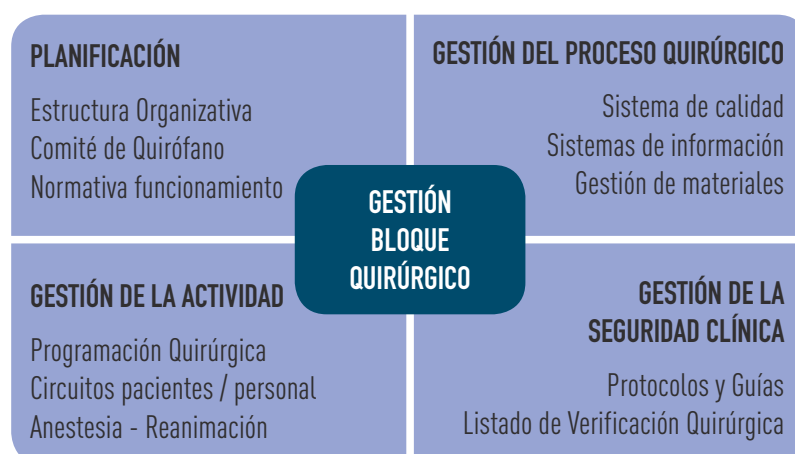 PLANIFICACIÓN
Estructura Organizativa
Comité de Quirófano
Normativa funcionamiento
GESTIÓN DEL PROCESO QUIRÚRGICO
Sistema de calidad
Sistemas de información
Gestión de materiales
GESTIÓN
BLOQUE
QUIRÚRGICO
GESTIÓN DE LA ACTIVIDAD
Programación Quirúrgica
Circuitos pacientes / personal
Anestesia - Reanimación
GESTIÓN DE LA
SEGURIDAD CLÍNICA
Protocolos y Guías
Listado de Verificación Quirúrgica